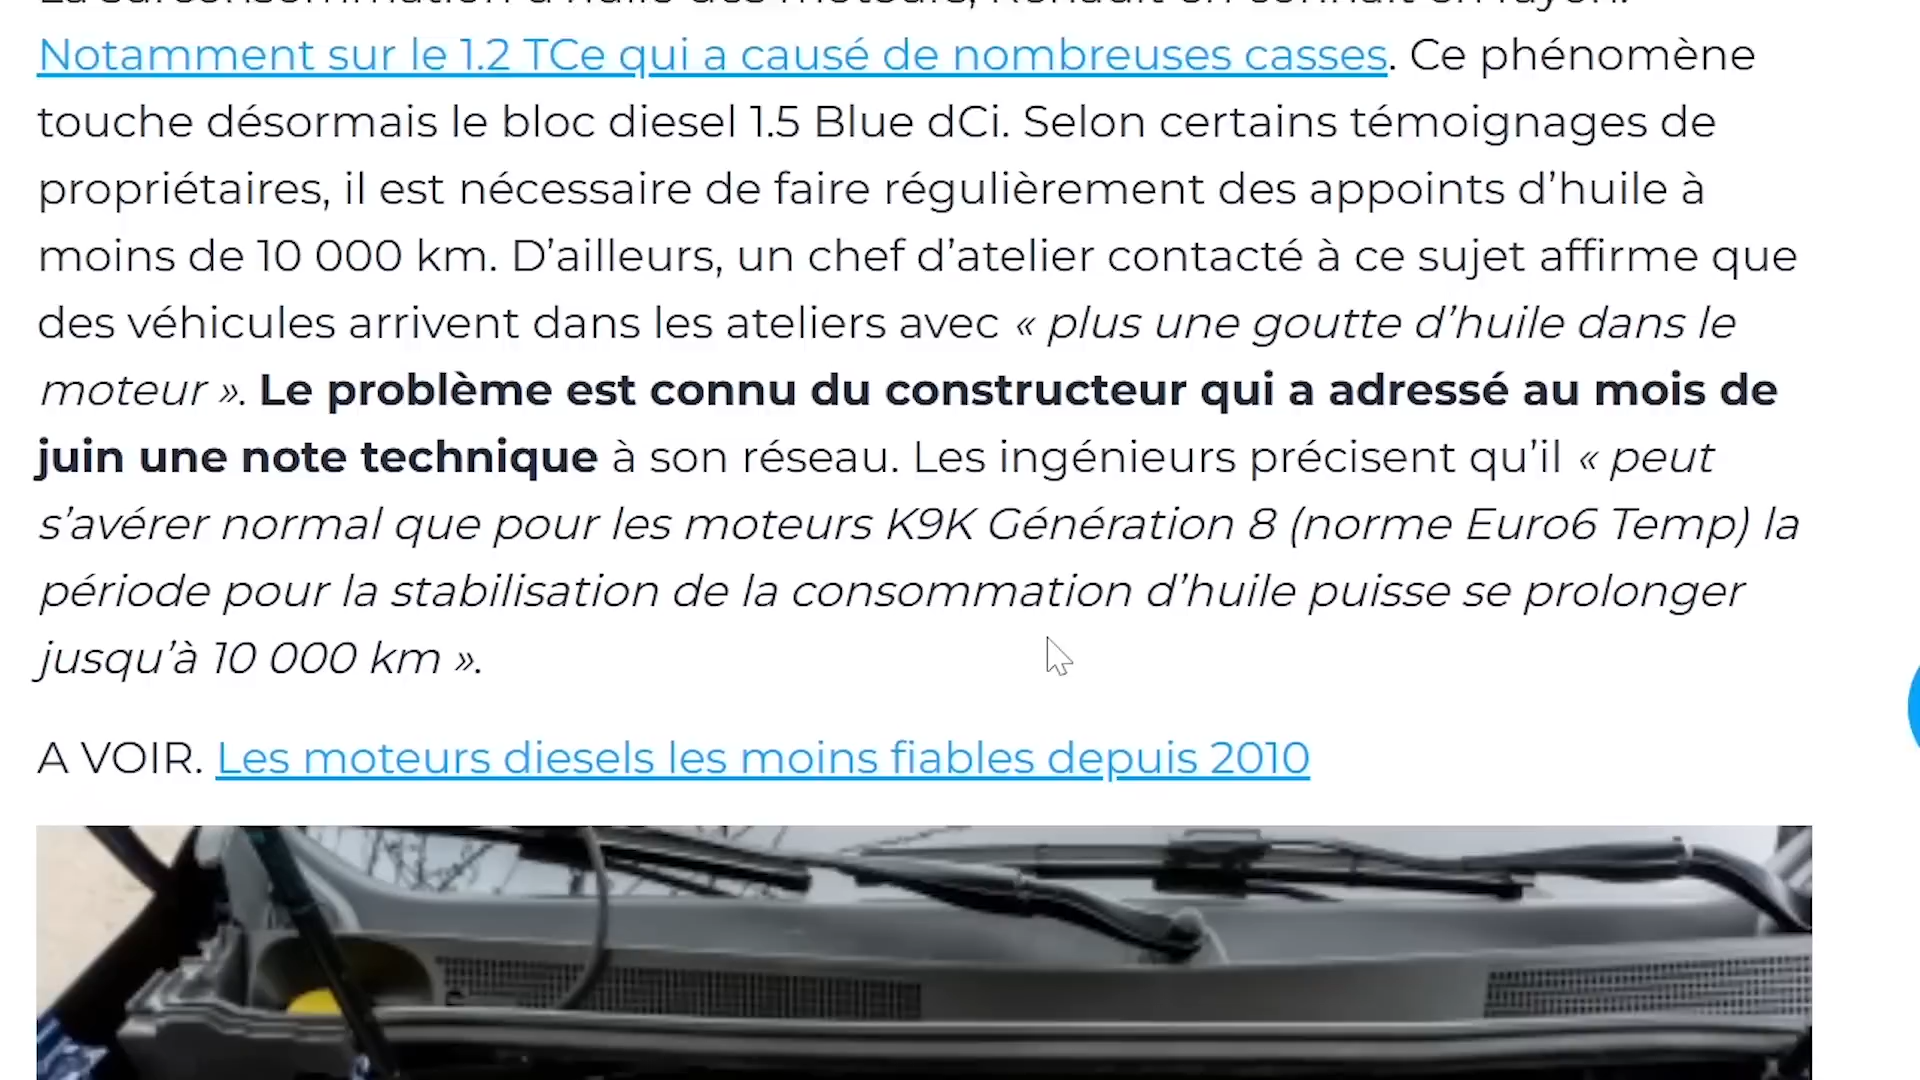 Notamment sur le 1.2 TCe qui a causé de nombreuses casses. Ce phénomène
touche désormais le bloc diesel 1.5 Blue dCi. Selon certains témoignages de
propriétaires, il est nécessaire de faire régulièrement des appoints d’huile à
moins de 10 000 km. D’ailleurs, un chef d’atelier contacté à ce sujet affirme que
des véhicules arrivent dans les ateliers avec « plus une goutte d’huile dans le
moteur ». Le problème est connu du constructeur qui a adressé au mois de
juin une note technique à son réseau. Les ingénieurs précisent qu’il « peut
s’avérer normal que pour les moteurs K9K Génération 8 (norme Euro6 Temp) la
période pour la stabilisation de la consommation d’huile puisse se prolonger
jusqu’à 10 000 km ».
A VOIR. Les moteurs diesels les moins fiables depuis 2010